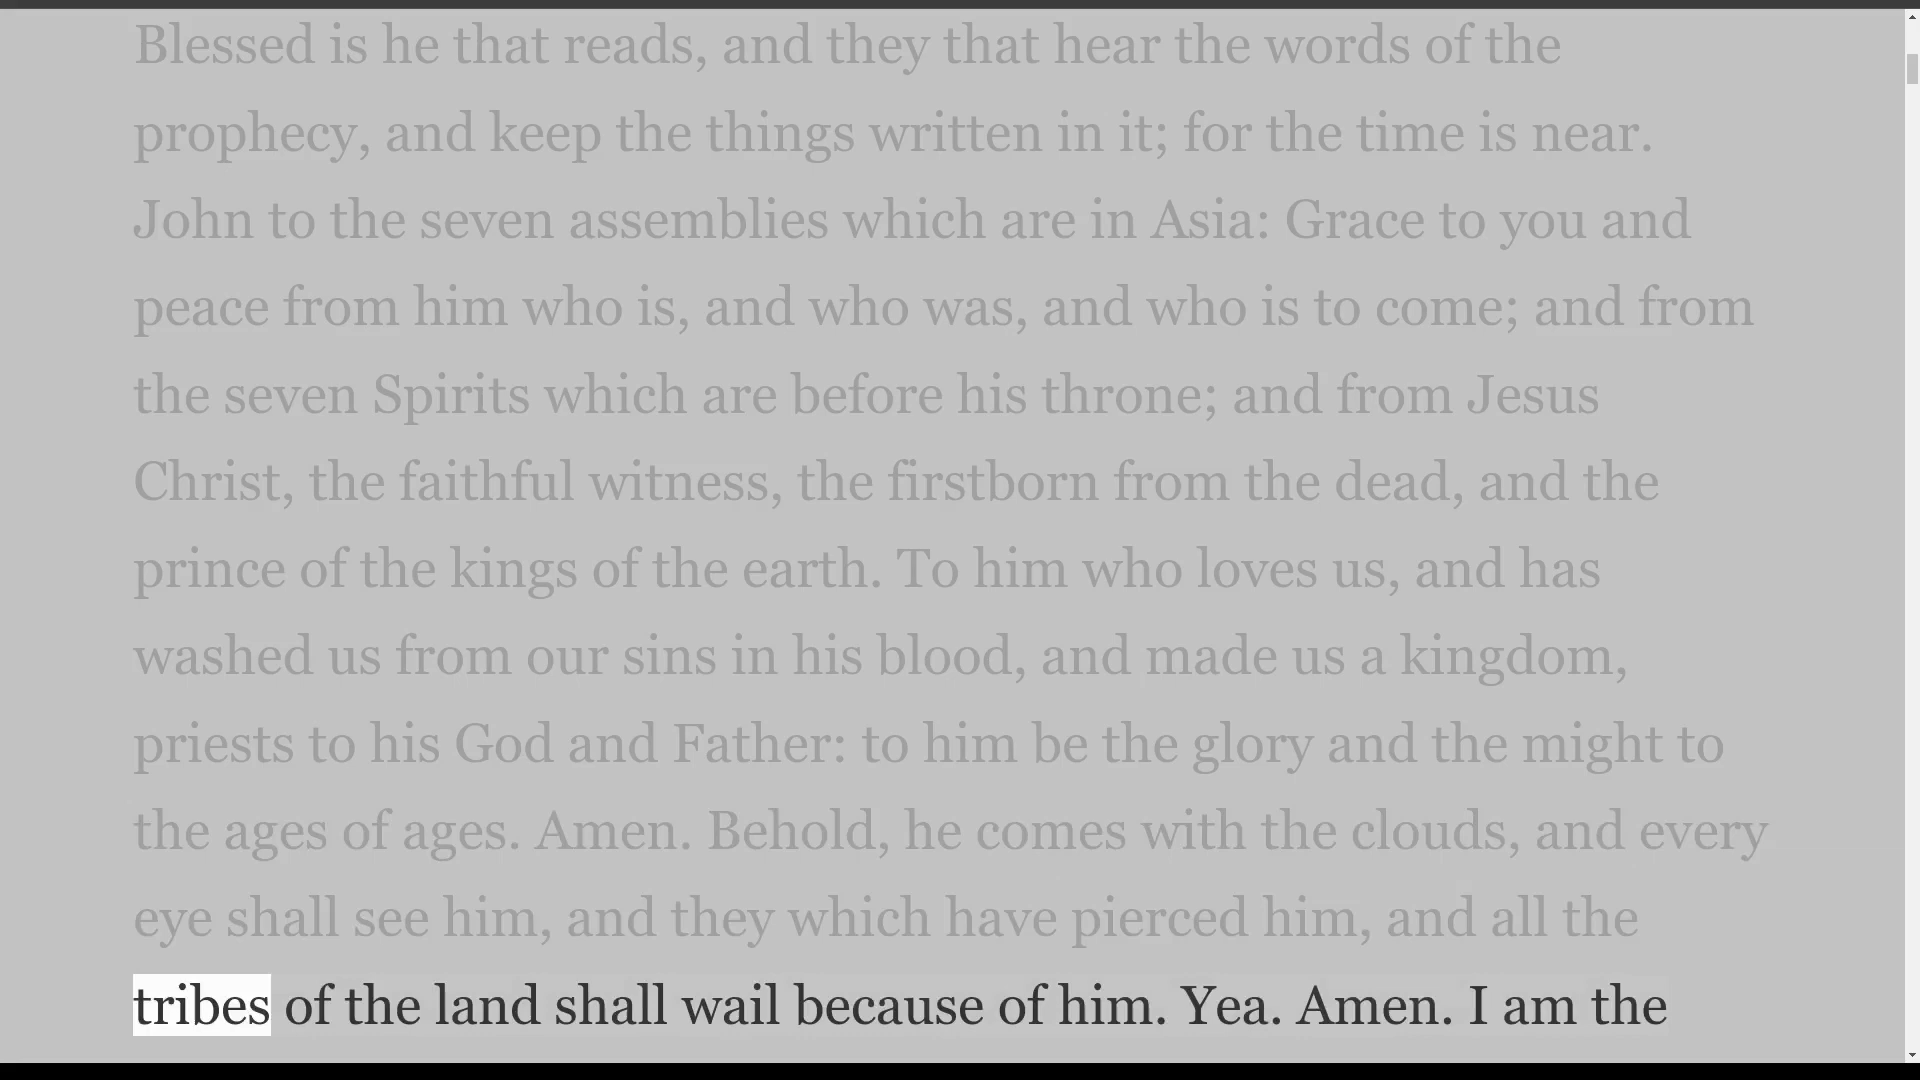 Blessed is he that reads, and they that hear the words of the
prophecy, and keep the things written in it; for the time is near.
John to the seven assemblies which are in Asia: Grace to you and
peace from him who is, and who was, and who is to come; and from
the seven Spirits which are before his throne; and from Jesus
Christ, the faithful witness, the firstborn from the dead, and the
prince of the kings of the earth. To him who loves us, and has
washed us from our sins in his blood, and made us a kingdom,
priests to his God and Father: to him be the glory and the might to
the ages of ages. Amen. Behold, he comes with the clouds, and every
eye shall see him, and they which have pierced him, and all the
tribes of the land shall wail because of him. Yea. Amen. I am the